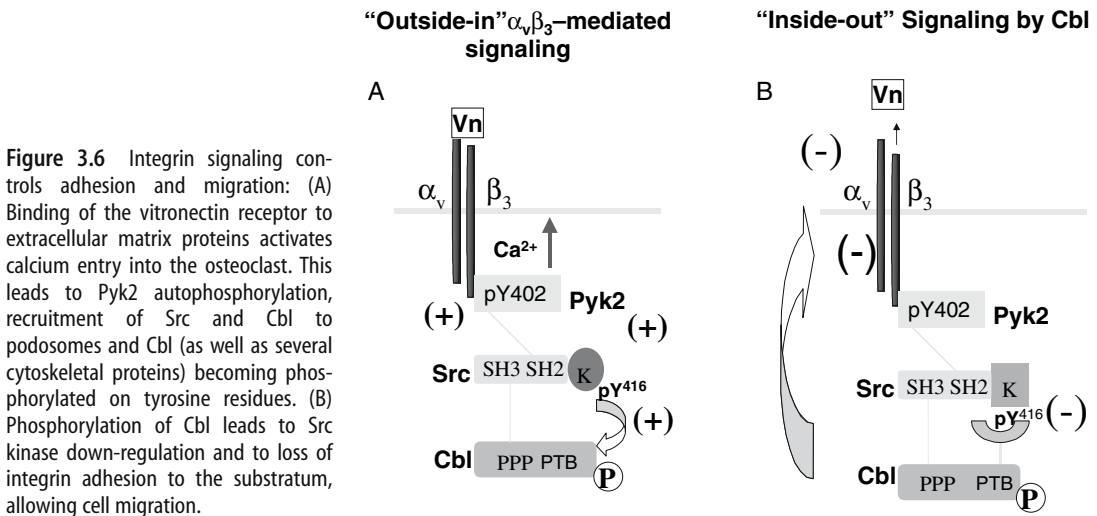 Figure 3.6 Integrin signaling con-
trols adhesion and migration: (A)
Binding of the vitronectin receptor to
extracellular matrix proteins activates
calcium entry into the osteoclast. This
leads to Pyk2 autophosphorylation,
recruitment of Src and Cbl to
podosomes and Cbl (as well as several
cytoskeletal proteins) becoming phos-
phorylated on tyrosine residues. (B)
Phosphorylation of Cbl leads to Src
kinase down-regulation and to loss of
integrin adhesion to the substratum,
allowing cell migration.
“Outside-in”αvβ3–mediated
signaling
A
Vn
αv β3
Ca2+
pY402 Pyk2
(+) (+)
Src SH3 SH2 K
pY416
(+)
Cbl PPP PTB
P
“Inside-out” Signaling by Cbl
B
Vn
(-)
αv β3
(-)
pY402 Pyk2
Src SH3 SH2 K
pY416 (-)
Cbl PPP PTB
P